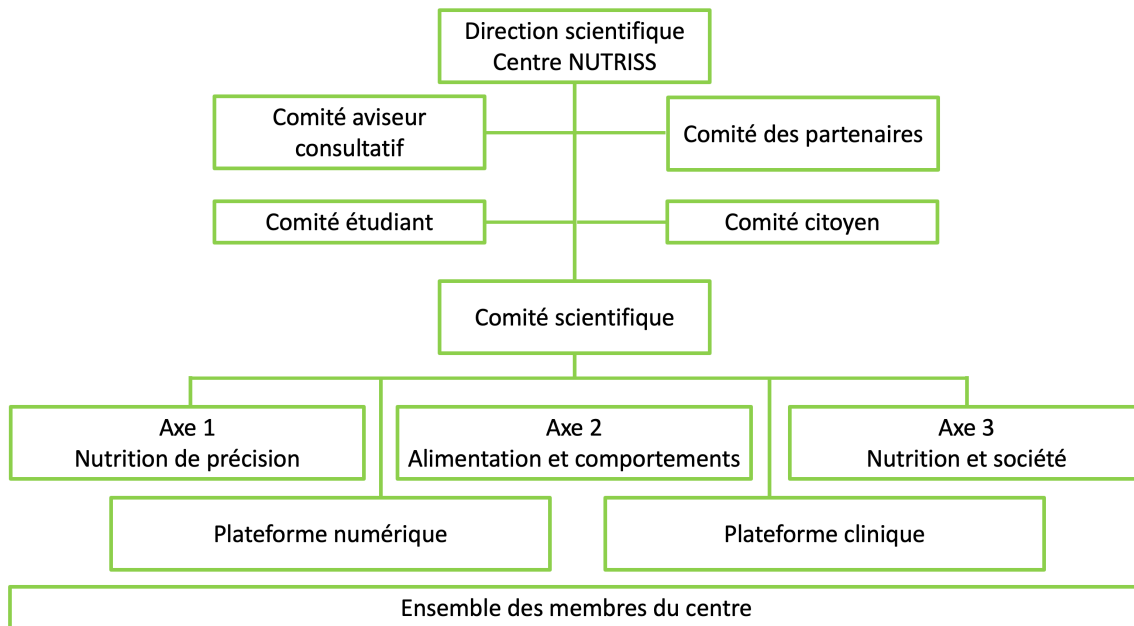 Direction scientifique
Centre NUTRISS
Comité aviseur
consultatif
Comité des partenaires
Comité étudiant
Comité citoyen
Comité scientifique
Axe 1
Nutrition de précision
Axe 2
Alimentation et comportements
Axe 3
Nutrition et société
Plateforme numérique
Plateforme clinique
Ensemble des membres du centre